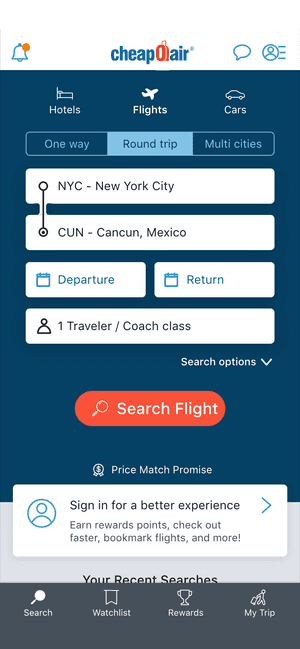 cheapOair®
Hotels
Flights
Cars
One way
Round trip
Multi cities
NYC - New York City
CUN - Cancun, Mexico
Departure
Return
1 Traveler / Coach class
Search options
Search Flight
Price Match Promise
Sign in for a better experience
Earn rewards points, check out
faster, bookmark flights, and more!
Your Recent Searches
Search
Watchlist
Rewards
My Trip